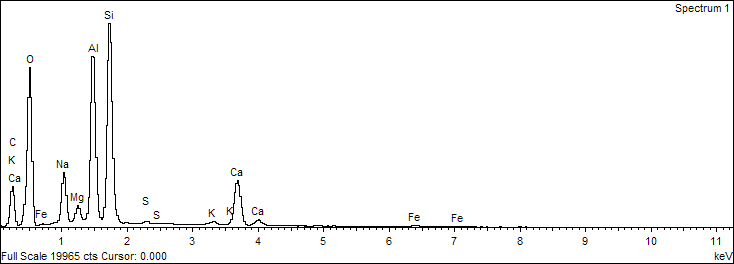 Spectrum 1
Si
Al
O
C
K
Ca
Fe
Na
Mg
S
S
K
K
Ca
Ca
Fe
Fe
1 2 3 4 5 6 7 8 9 10 11
Full Scale 19965 cts Cursor: 0.000 keV